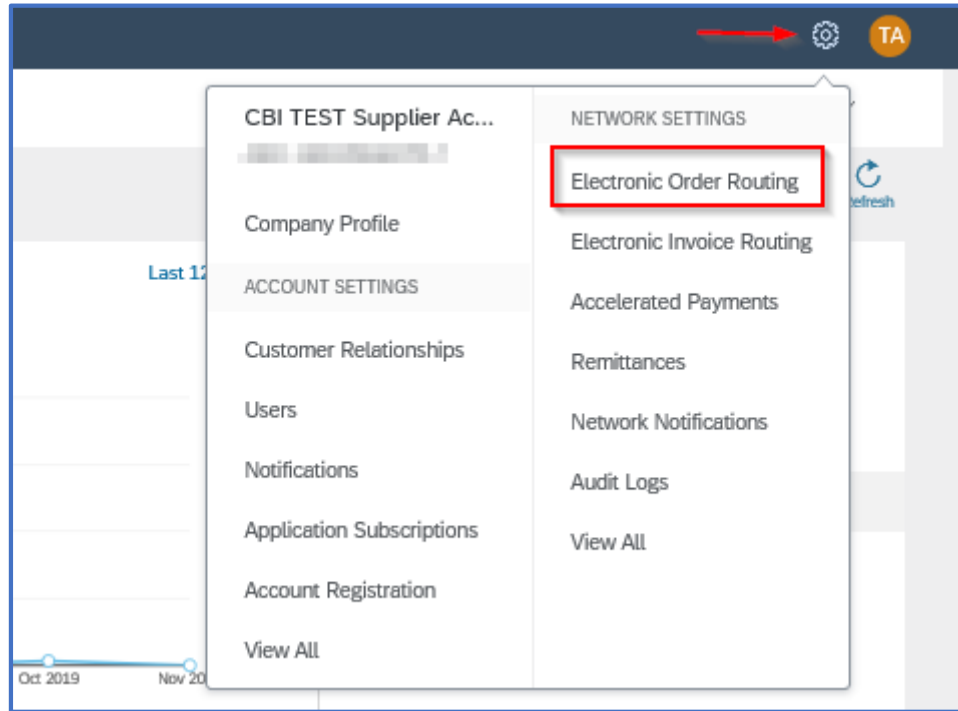 TA
CBI TEST Supplier Ac...
Company Profile
ACCOUNT SETTINGS
Customer Relationships
Users
Notifications
Application Subscriptions
Account Registration
View All
NETWORK SETTINGS
Electronic Order Routing
Electronic Invoice Routing
Accelerated Payments
Remittances
Network Notifications
Audit Logs
View All
efresh
Last 12
Oct 2019
Nov 20